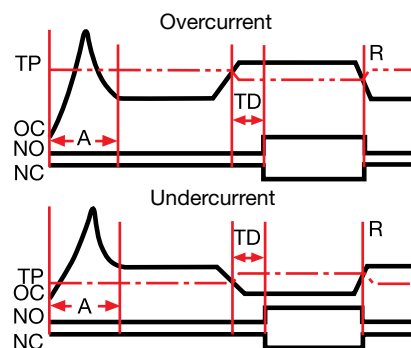 Overcurrent
TP
R
TD
OC
A
NO
NC
Undercurrent
TD
R
TP
OC
A
NO
NC